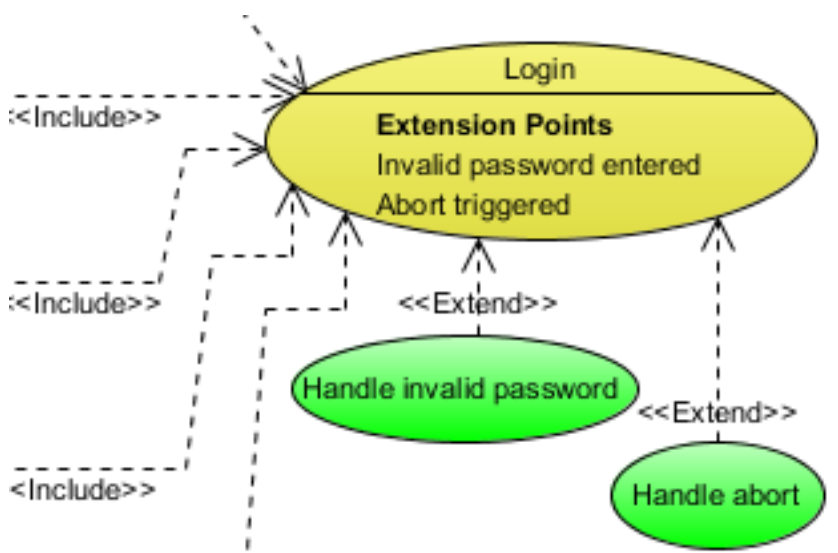 Login
<<Include>>
Extension Points
Invalid password entered
Abort triggered
<<Include>>
<<Extend>>
Handle invalid password
<<Extend>>
<Include>>
Handle abort